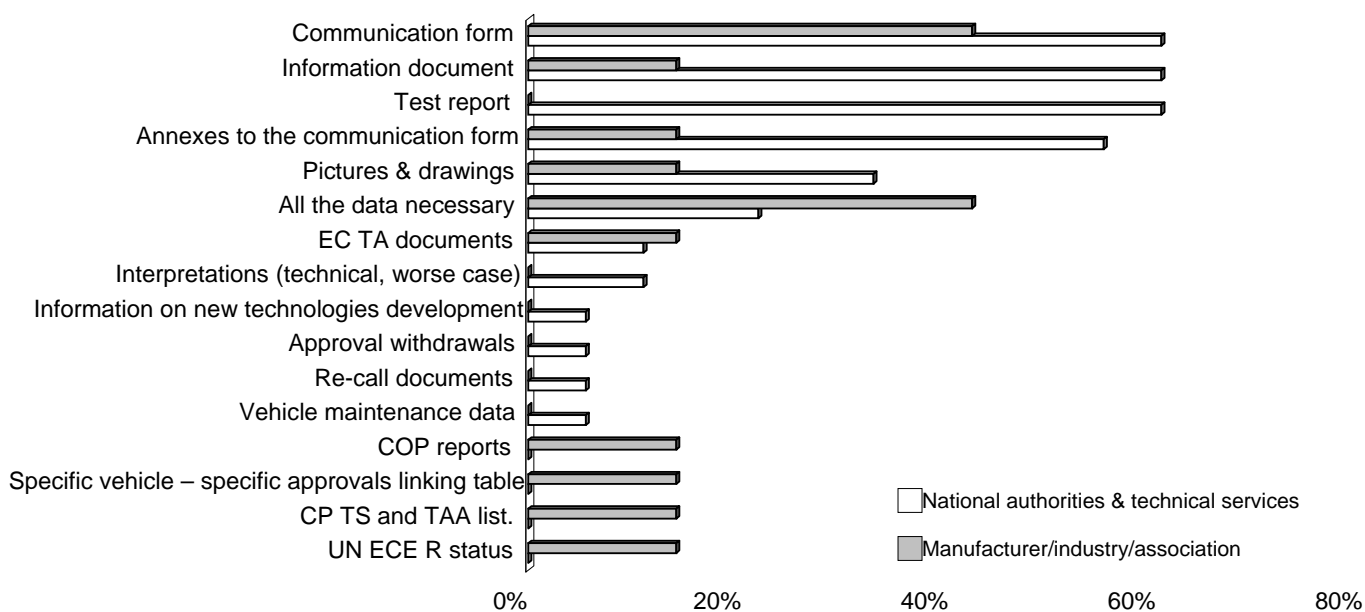 Communication form
Information document
Test report
Annexes to the communication form
Pictures & drawings
All the data necessary
EC TA documents
Interpretations (technical, worse case)
Information on new technologies development
Approval withdrawals
Re-call documents
Vehicle maintenance data
COP reports
Specific vehicle – specific approvals linking table
CP TS and TAA list.
UN ECE R status
National authorities & technical services
Manufacturer/industry/association
0% 20% 40% 60% 80%